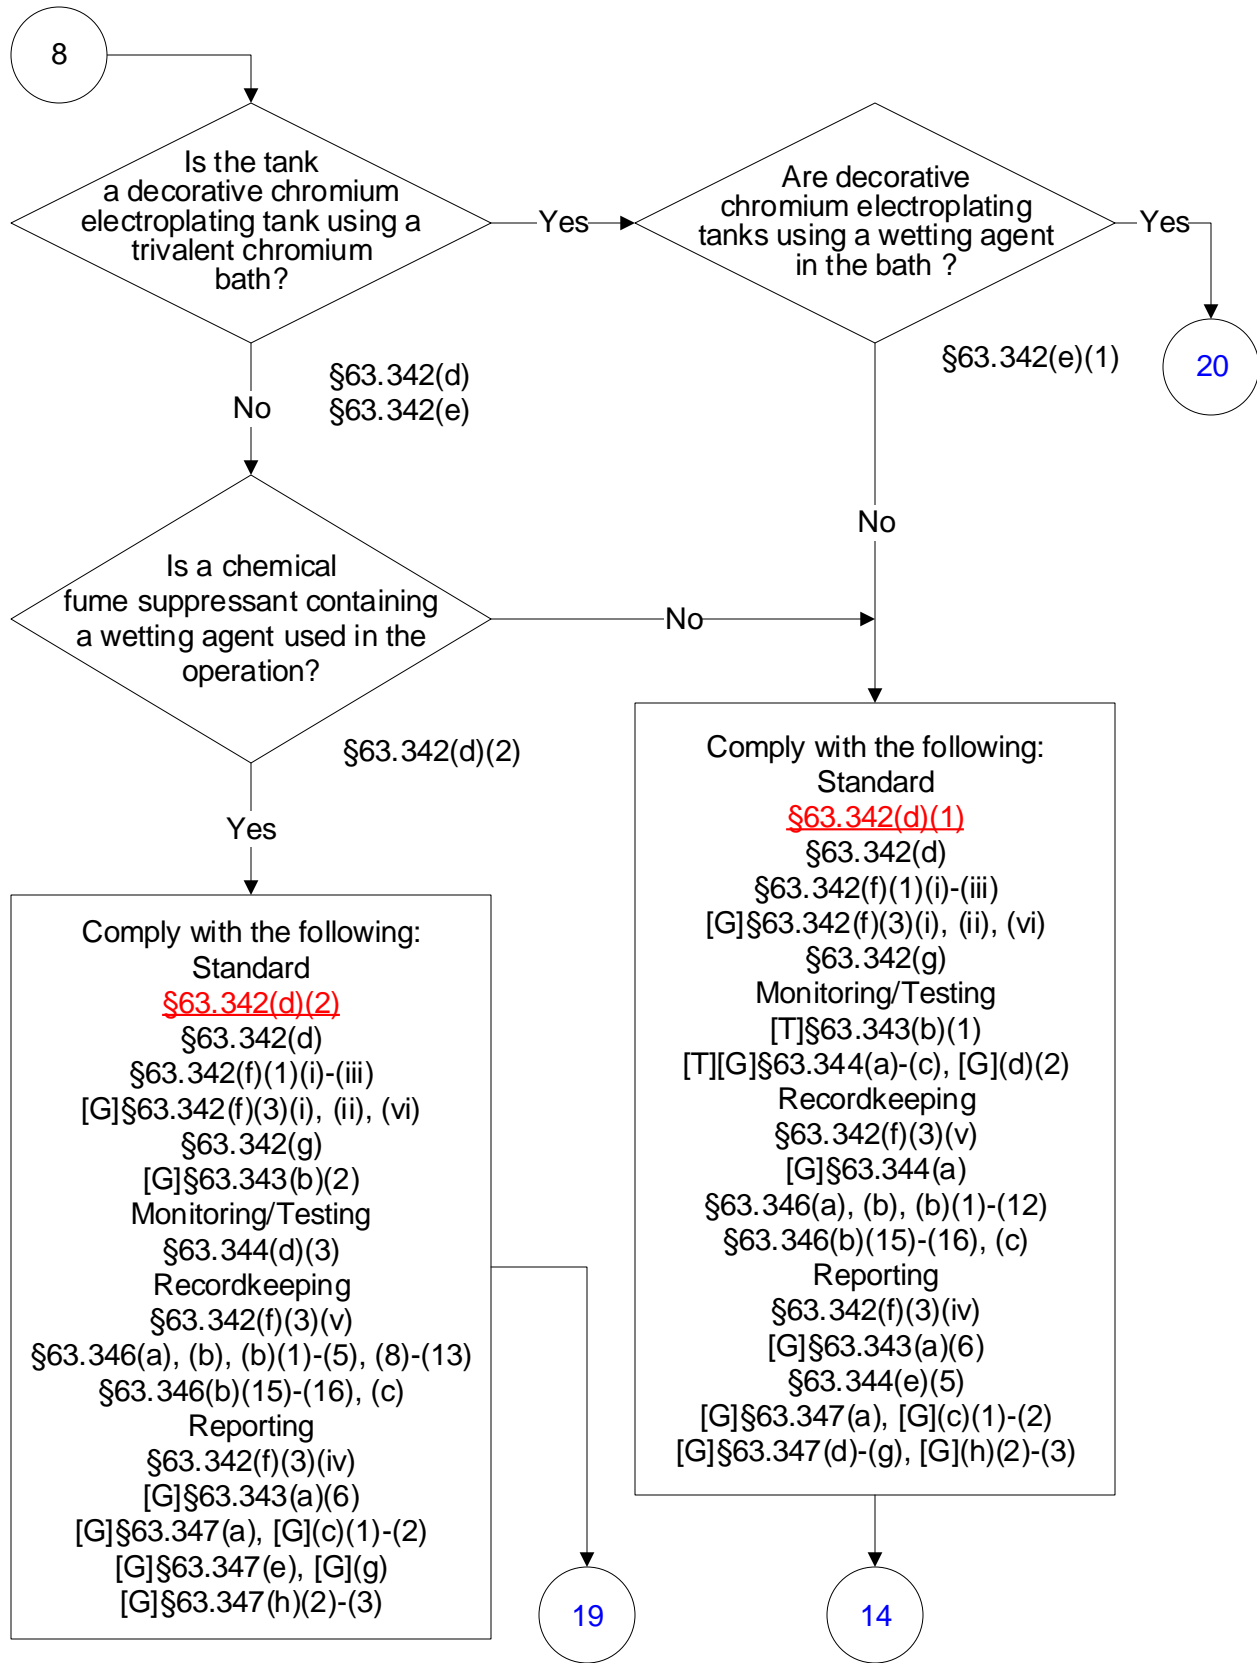 8
Is the tank
a decorative chromium
electroplating tank using a
trivalent chromium
bath?
Yes
Are decorative
chromium electroplating
tanks using a wetting agent
in the bath ?
Yes
20
§63.342(e)(1)
§63.342(d)
§63.342(e)
No
No
Is a chemical
fume suppressant containing
a wetting agent used in the
operation?
No
§63.342(d)(2)
Yes
Comply with the following:
Standard
§63.342(d)(2)
§63.342(d)
§63.342(f)(1)(i)-(iii)
[G]§63.342(f)(3)(i), (ii), (vi)
§63.342(g)
[G]§63.343(b)(2)
Monitoring/Testing
§63.344(d)(3)
Recordkeeping
§63.342(f)(3)(v)
§63.346(a), (b), (b)(1)-(5), (8)-(13)
§63.346(b)(15)-(16), (c)
Reporting
§63.342(f)(3)(iv)
[G]§63.343(a)(6)
[G]§63.347(a), [G](c)(1)-(2)
[G]§63.347(e), [G](g)
[G]§63.347(h)(2)-(3)
19
Comply with the following:
Standard
§63.342(d)(1)
§63.342(d)
§63.342(f)(1)(i)-(iii)
[G]§63.342(f)(3)(i), (ii), (vi)
§63.342(g)
Monitoring/Testing
[T]§63.343(b)(1)
[T][G]§63.344(a)-(c), [G](d)(2)
Recordkeeping
§63.342(f)(3)(v)
[G]§63.344(a)
§63.346(a), (b), (b)(1)-(12)
§63.346(b)(15)-(16), (c)
Reporting
§63.342(f)(3)(iv)
[G]§63.343(a)(6)
§63.344(e)(5)
[G]§63.347(a), [G](c)(1)-(2)
[G]§63.347(d)-(g), [G](h)(2)-(3)
14